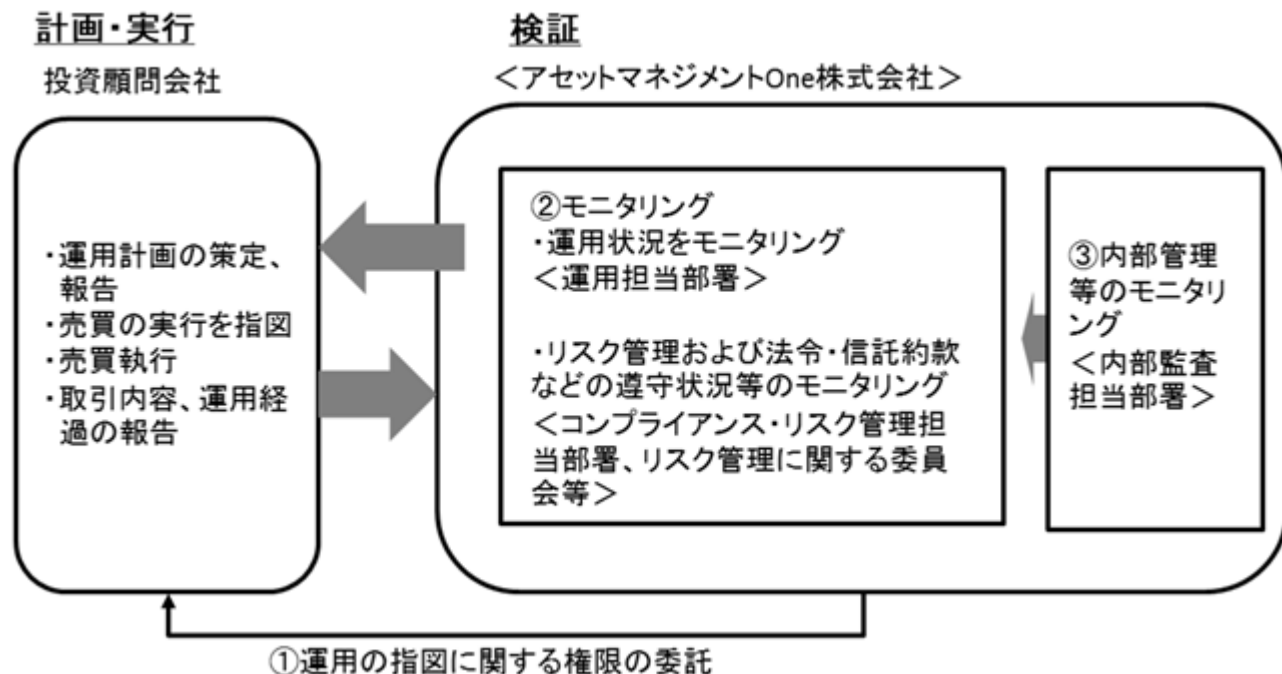 計画・実行
投資顧問会社
・運用計画の策定、
報告
・売買の実行を指図
・売買執行
・取引内容、運用経
過の報告
検証
＜アセットマネジメントOne株式会社＞
②モニタリング
・運用状況をモニタリング
＜運用担当部署＞
・リスク管理および法令・信託約款
などの遵守状況等のモニタリング
＜コンプライアンス・リスク管理担
当部署、リスク管理に関する委員
会等＞
③内部管理
等のモニタリ
ング
＜内部監査
担当部署＞
①運用の指図に関する権限の委託